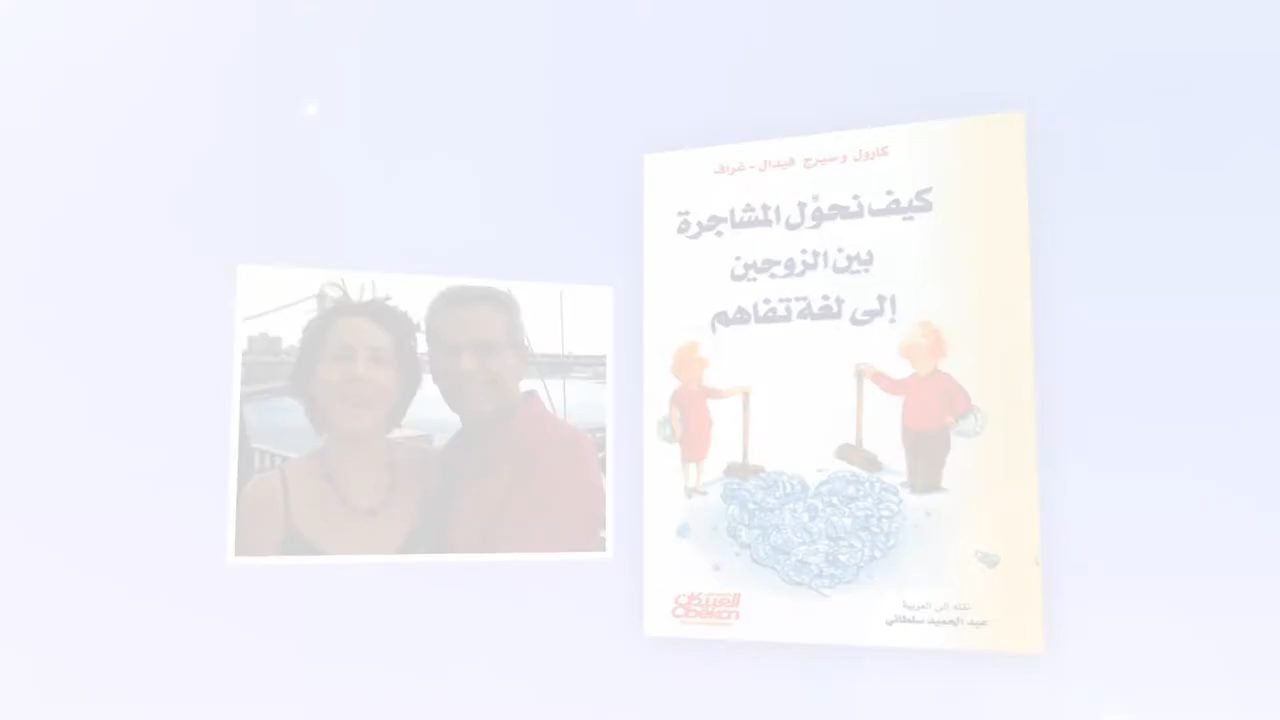 كارول وسيرج فيدال - غراف
كيف نحوّل المشاجرة
بين الزوجين
إلى لغة تفاهم
العبيكان
Obekon
نقله إلى العربية
عبد الحميد سلطاني